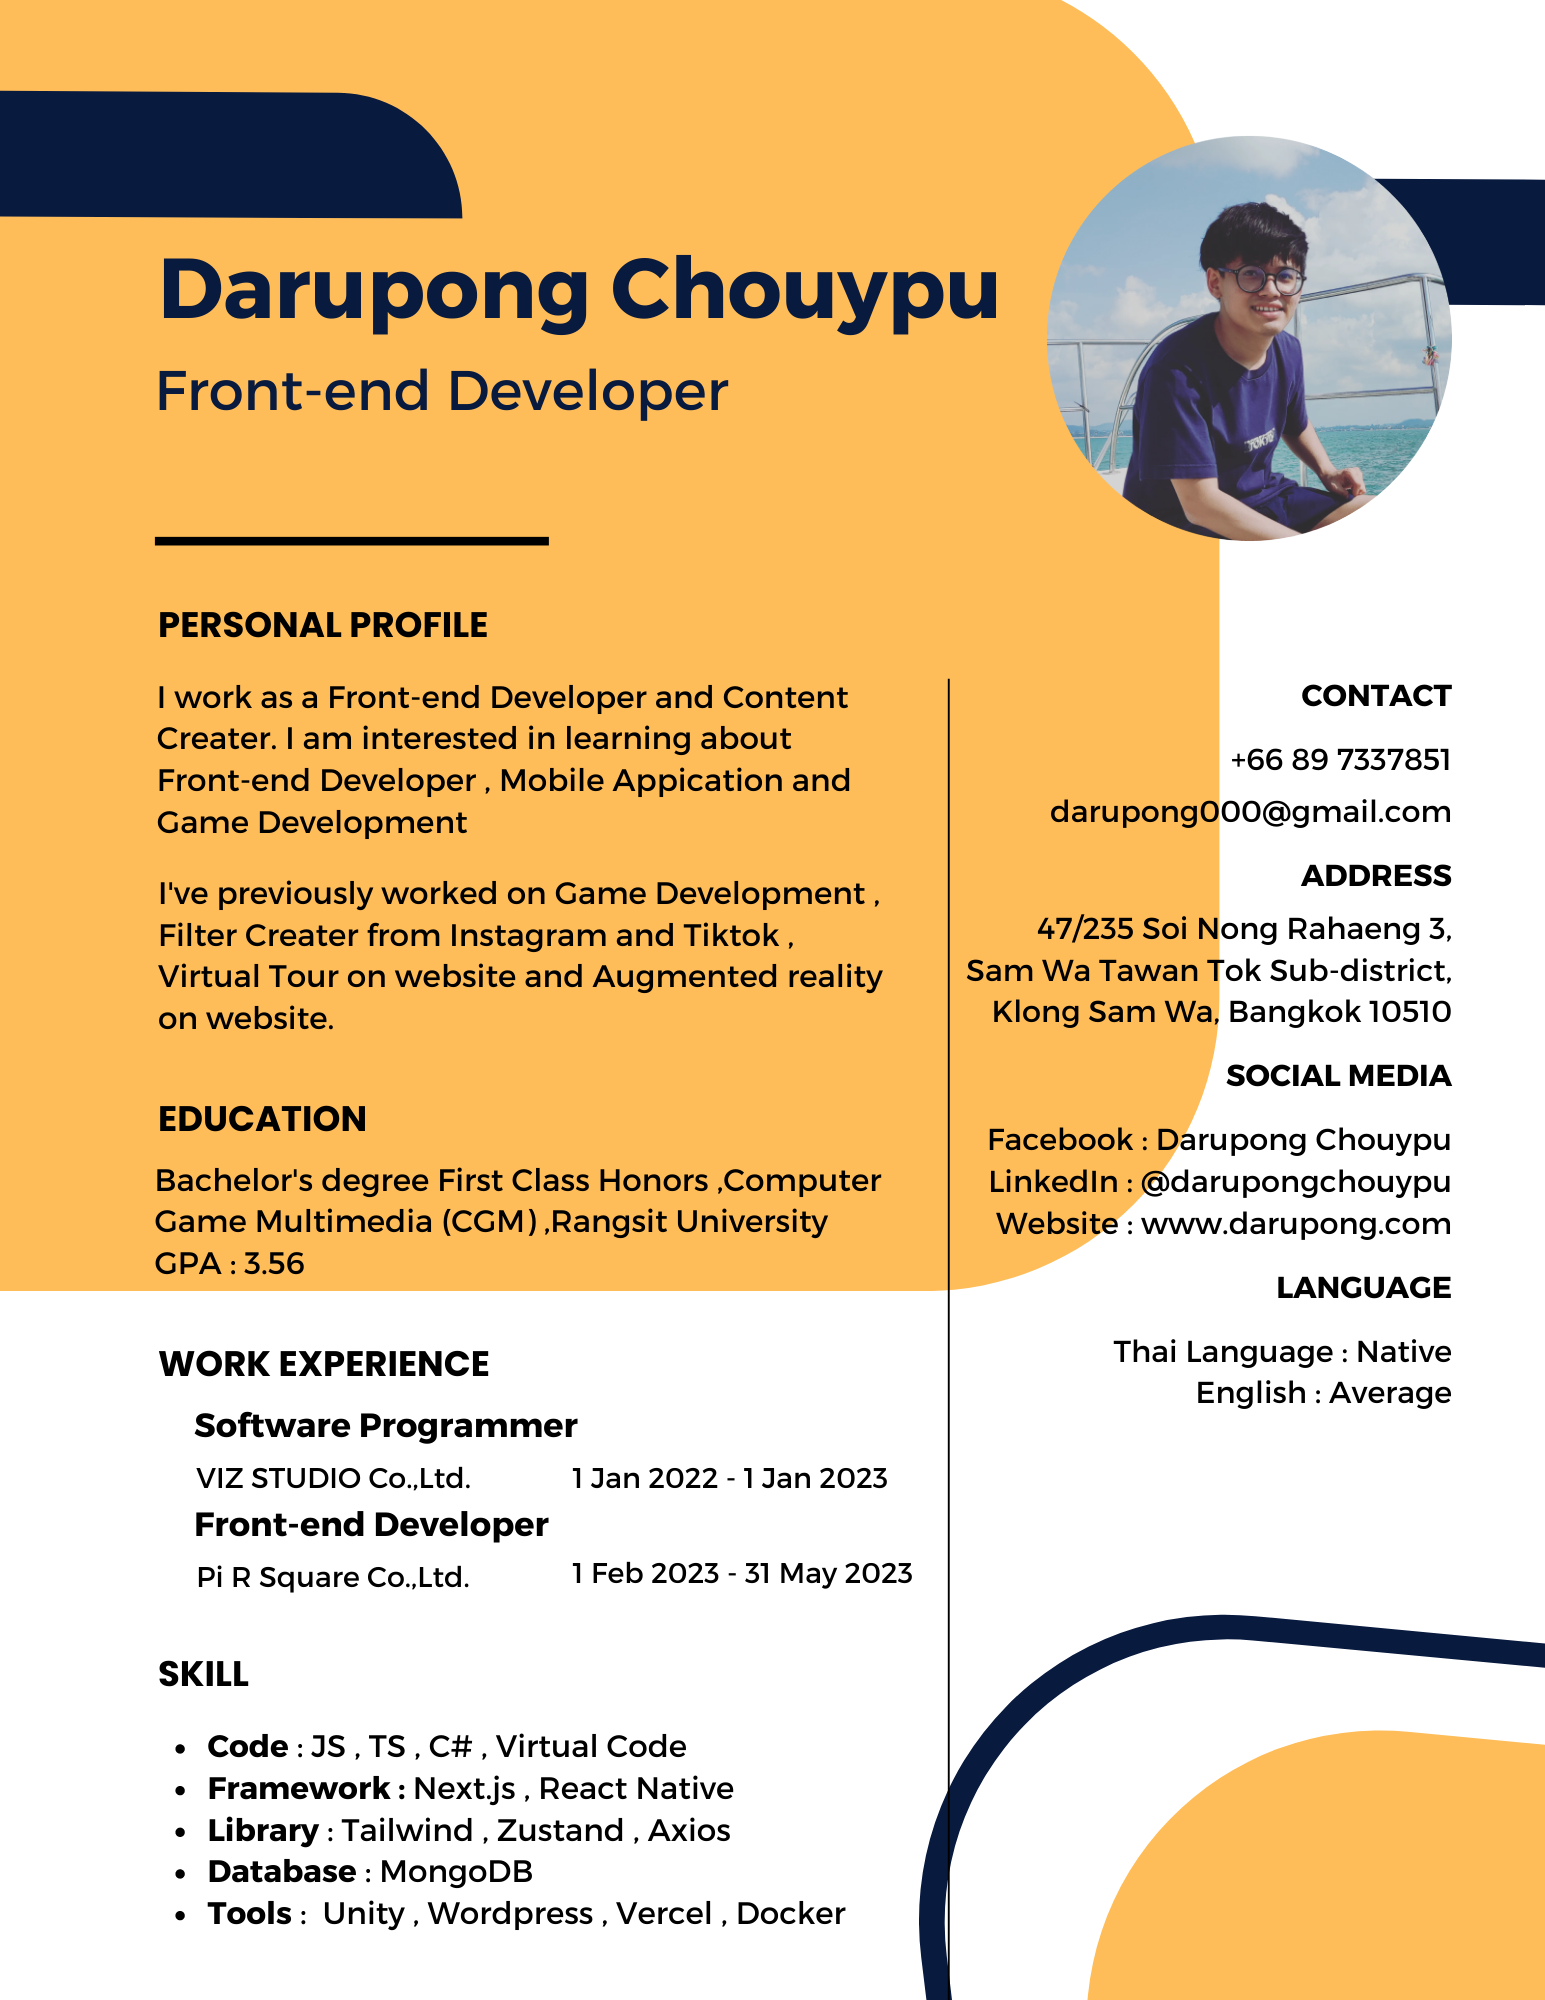 Darupong Chouypu
Front-end Developer
PERSONAL PROFILE
I work as a Front-end Developer and Content
Creater. I am interested in learning about
Front-end Developer , Mobile Appication and
Game Development
I've previously worked on Game Development ,
Filter Creater from Instagram and Tiktok ,
Virtual Tour on website and Augmented reality
on website.
EDUCATION
Bachelor's degree First Class Honors ,Computer
Game Multimedia (CGM) ,Rangsit University
GPA : 3.56
WORK EXPERIENCE
Software Programmer
VIZ STUDIO Co.,Ltd. 1 Jan 2022 - 1 Jan 2023
Front-end Developer
Pi R Square Co.,Ltd. 1 Feb 2023 - 31 May 2023
SKILL
• Code : JS , TS , C# , Virtual Code
• Framework : Next.js , React Native
• Library : Tailwind , Zustand , Axios
• Database : MongoDB
• Tools : Unity , Wordpress , Vercel , Docker
CONTACT
+66 89 7337851
darupong000@gmail.com
ADDRESS
47/235 Soi Nong Rahaeng 3,
Sam Wa Tawan Tok Sub-district,
Klong Sam Wa, Bangkok 10510
SOCIAL MEDIA
Facebook : Darupong Chouypu
LinkedIn : @darupongchouypu
Website : www.darupong.com
LANGUAGE
Thai Language : Native
English : Average